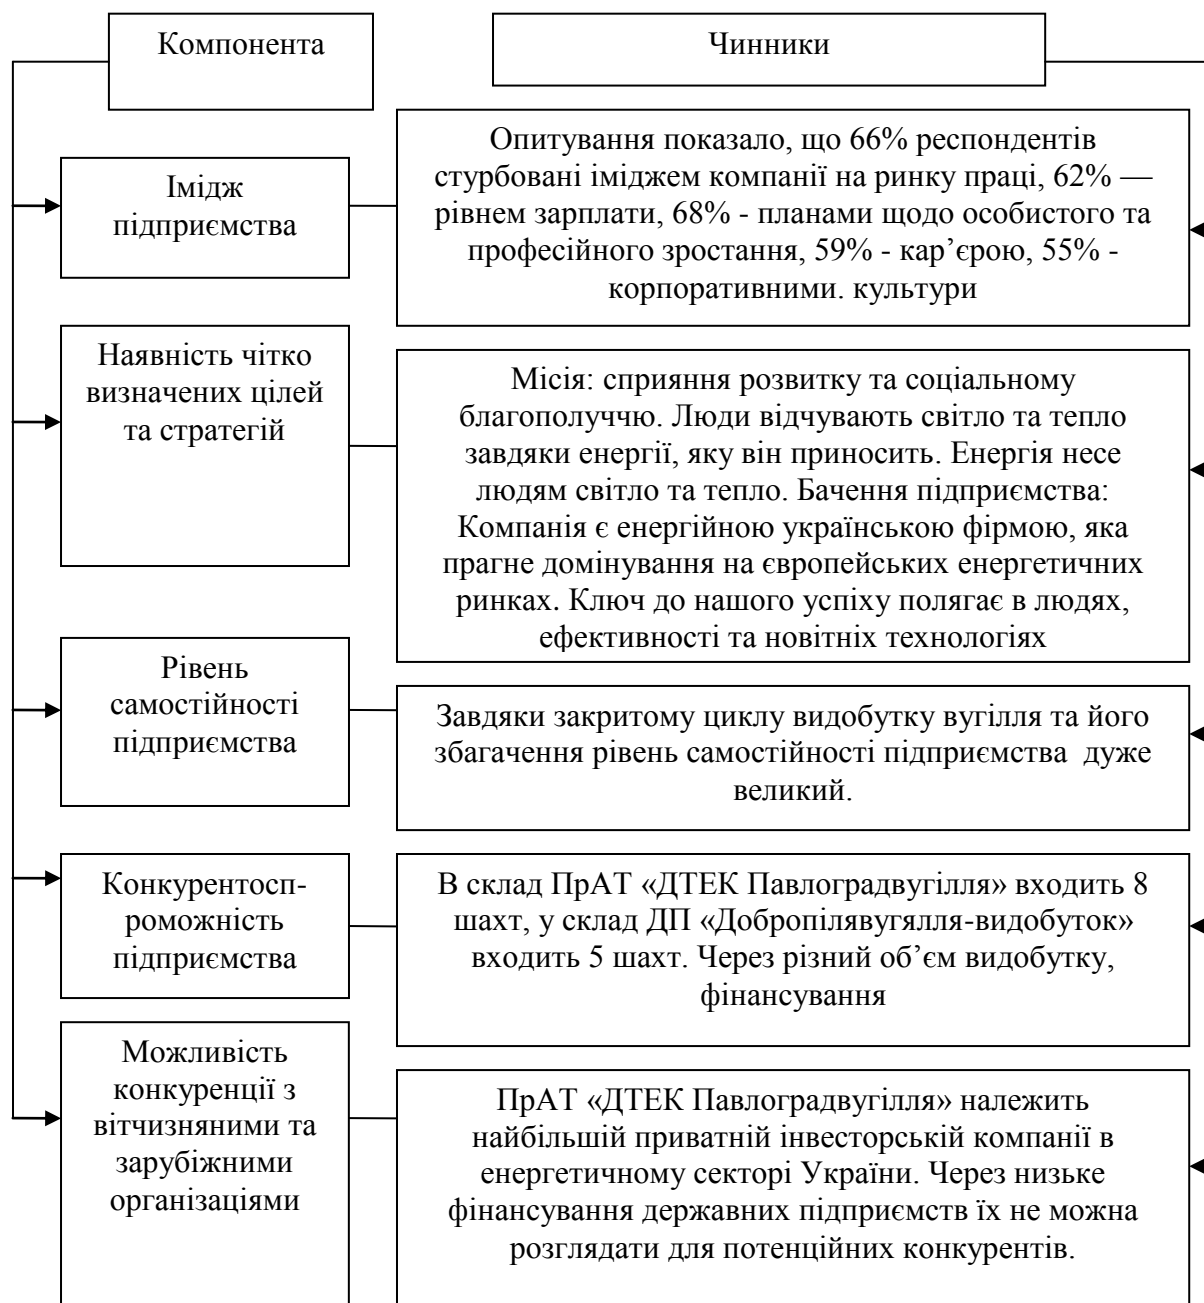 Компонента
Чинники
Імідж
підприємства
Опитування показало, що 66% респондентів
стурбовані іміджем компанії на ринку праці, 62% —
рівнем зарплати, 68% - планами щодо особистого та
професійного зростання, 59% - кар’єрою, 55% -
корпоративними. культури
Наявність чітко
визначених цілей
та стратегій
Місія: сприяння розвитку та соціальному
благополуччю. Люди відчувають світло та тепло
завдяки енергії, яку він приносить. Енергія несе
людям світло та тепло. Бачення підприємства:
Компанія є енергійною українською фірмою, яка
прагне домінування на європейських енергетичних
ринках. Ключ до нашого успіху полягає в людях,
ефективності та новітніх технологіях
Рівень
самостійності
підприємства
Завдяки закритому циклу видобутку вугілля та його
збагачення рівень самостійності підприємства  дуже
великий.
Конкурентосп-
роможність
підприємства
В склад ПрАТ «ДТЕК Павлоградвугілля» входить 8
шахт, у склад ДП «Добропілявугялля-видобуток»
входить 5 шахт. Через різний об’єм видобутку,
фінансування
Можливість
конкуренції з
вітчизняними та
зарубіжними
організаціями
ПрАТ «ДТЕК Павлоградвугілля» належить
найбільшій приватній інвесторській компанії в
енергетичному секторі України. Через низьке
фінансування державних підприємств їх не можна
розглядати для потенційних конкурентів.